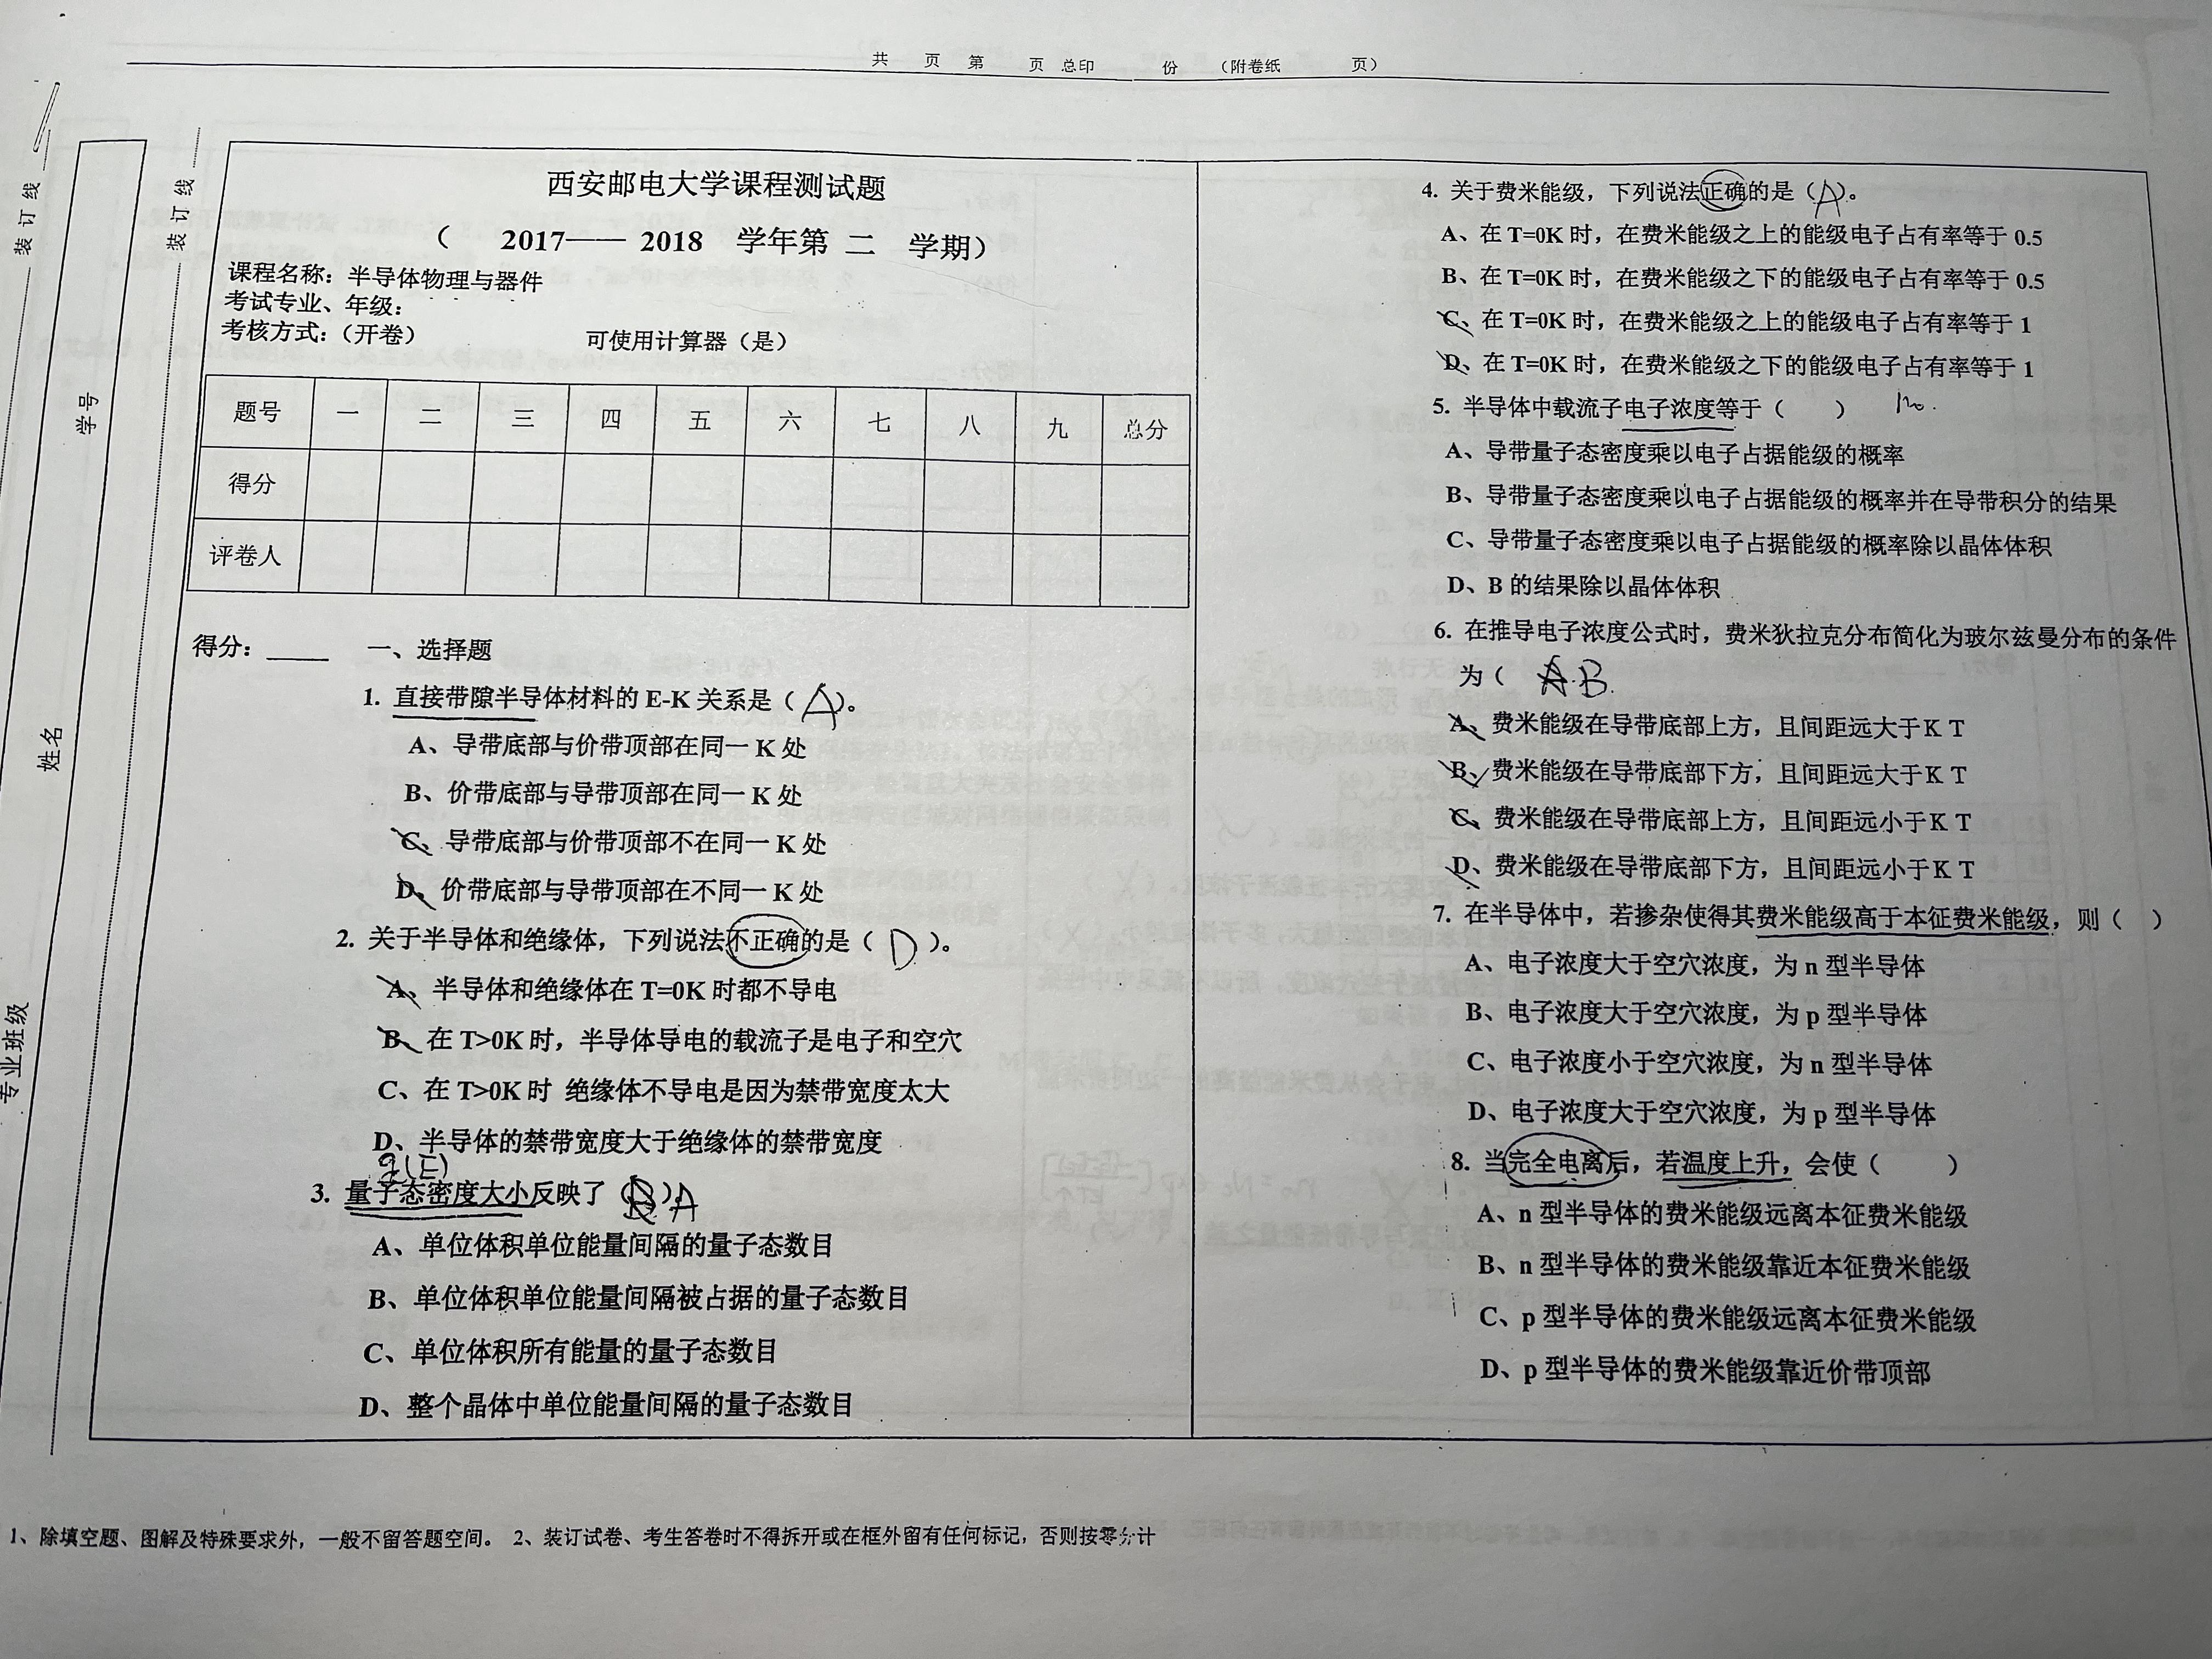 共 页 第 页 总印 份 (附卷纸 页)
装订线
装订线
学号
姓名
专业班级
西安邮电大学课程测试题
( 2017—— 2018 学年第 二 学期)
课程名称：半导体物理与器件
考试专业、年级：
考核方式：(开卷) 可使用计算器（是）
题号 一 二 三 四 五 六 七 八 九 总分
得分
评卷人
得分：____ 一、选择题
1. 直接带隙半导体材料的 E-K 关系是（ A ）。
A、导带底部与价带顶部在同一 K 处
B、价带底部与导带顶部在同一 K 处
C、导带底部与价带顶部不在同一 K 处
D、价带底部与导带顶部在不同一 K 处
2. 关于半导体和绝缘体，下列说法不正确的是（ D ）。
A、半导体和绝缘体在 T=0K 时都不导电
B、在 T>0K 时，半导体导电的载流子是电子和空穴
C、在 T>0K 时 绝缘体不导电是因为禁带宽度太大
D、半导体的禁带宽度大于绝缘体的禁带宽度
g(E)
3. 量子态密度大小反映了（B）A
A、单位体积单位能量间隔的量子态数目
B、单位体积单位能量间隔被占据的量子态数目
C、单位体积所有能量的量子态数目
D、整个晶体中单位能量间隔的量子态数目
4. 关于费米能级，下列说法正确的是（A）。
A、在 T=0K 时，在费米能级之上的能级电子占有率等于 0.5
B、在 T=0K 时，在费米能级之下的能级电子占有率等于 0.5
C、在 T=0K 时，在费米能级之上的能级电子占有率等于 1
D、在 T=0K 时，在费米能级之下的能级电子占有率等于 1
5. 半导体中载流子电子浓度等于（ ） n₀.
A、导带量子态密度乘以电子占据能级的概率
B、导带量子态密度乘以电子占据能级的概率并在导带积分的结果
C、导带量子态密度乘以电子占据能级的概率除以晶体体积
D、B 的结果除以晶体体积
6. 在推导电子浓度公式时，费米狄拉克分布简化为玻尔兹曼分布的条件
为（ A B.
A、费米能级在导带底部上方，且间距远大于K T
B、费米能级在导带底部下方，且间距远大于K T
C、费米能级在导带底部上方，且间距远小于K T
D、费米能级在导带底部下方，且间距远小于K T
7. 在半导体中，若掺杂使得其费米能级高于本征费米能级，则（ ）
A、电子浓度大于空穴浓度，为 n 型半导体
B、电子浓度大于空穴浓度，为 p 型半导体
C、电子浓度小于空穴浓度，为 n 型半导体
D、电子浓度大于空穴浓度，为 p 型半导体
8. 当完全电离后，若温度上升，会使（ ）
A、n 型半导体的费米能级远离本征费米能级
B、n 型半导体的费米能级靠近本征费米能级
C、p 型半导体的费米能级远离本征费米能级
D、p 型半导体的费米能级靠近价带顶部
1、除填空题、图解及特殊要求外，一般不留答题空间。 2、装订试卷、考生答卷时不得拆开或在框外留有任何标记，否则按零分计